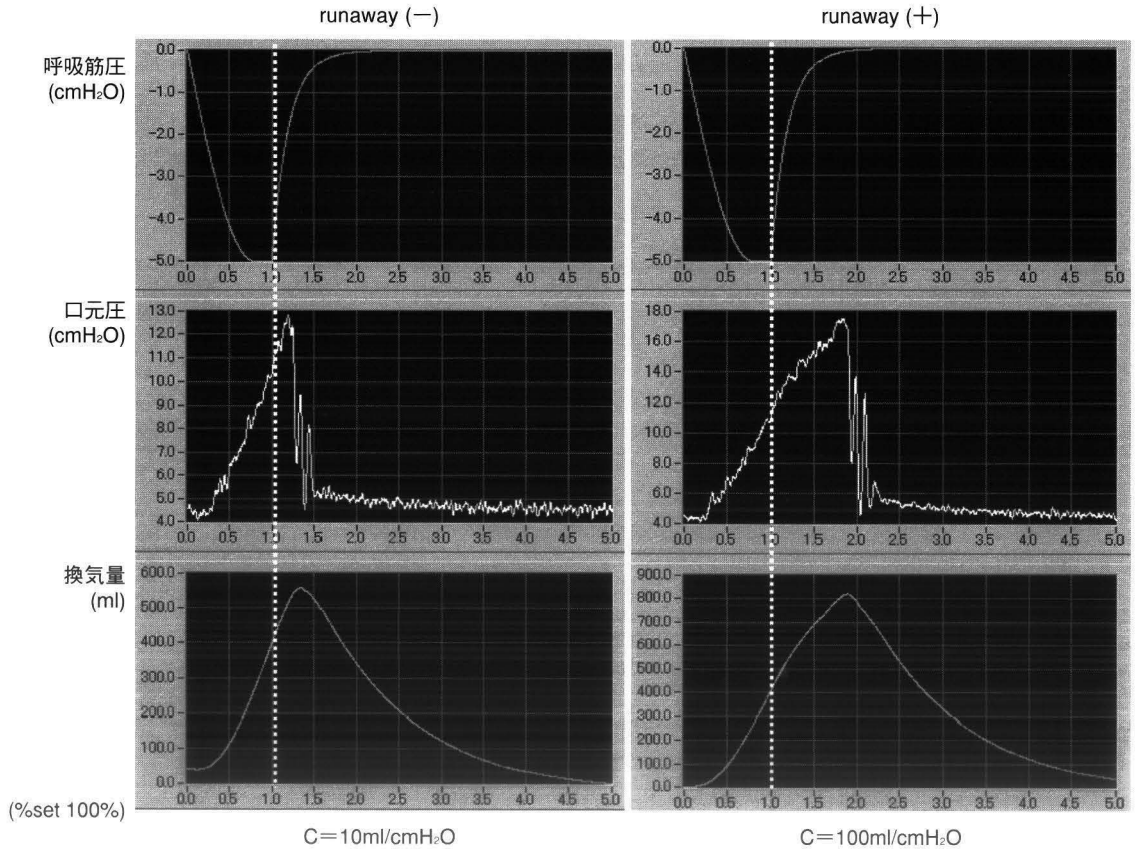 runaway (—)
runaway (＋)
呼吸筋圧
(cmH₂O)
0.0
-1.0
-2.0
-3.0
-4.0
-5.0
0.0 0.5 1.0 1.5 2.0 2.5 3.0 3.5 4.0 4.5 5.0
0.0
-1.0
-2.0
-3.0
-4.0
-5.0
0.0 0.5 1.0 1.5 2.0 2.5 3.0 3.5 4.0 4.5 5.0
口元圧
(cmH₂O)
13.0
12.0
11.0
10.0
9.0
8.0
7.0
6.0
5.0
4.0
0.0 0.5 1.0 1.5 2.0 2.5 3.0 3.5 4.0 4.5 5.0
18.0
16.0
14.0
12.0
10.0
8.0
6.0
4.0
0.0 0.5 1.0 1.5 2.0 2.5 3.0 3.5 4.0 4.5 5.0
換気量
(ml)
600.0
500.0
400.0
300.0
200.0
100.0
0.0
0.0 0.5 1.0 1.5 2.0 2.5 3.0 3.5 4.0 4.5 5.0
900.0
800.0
700.0
600.0
500.0
400.0
300.0
200.0
100.0
0.0
0.0 0.5 1.0 1.5 2.0 2.5 3.0 3.5 4.0 4.5 5.0
(%set 100%)
C＝10ml/cmH₂O
C＝100ml/cmH₂O